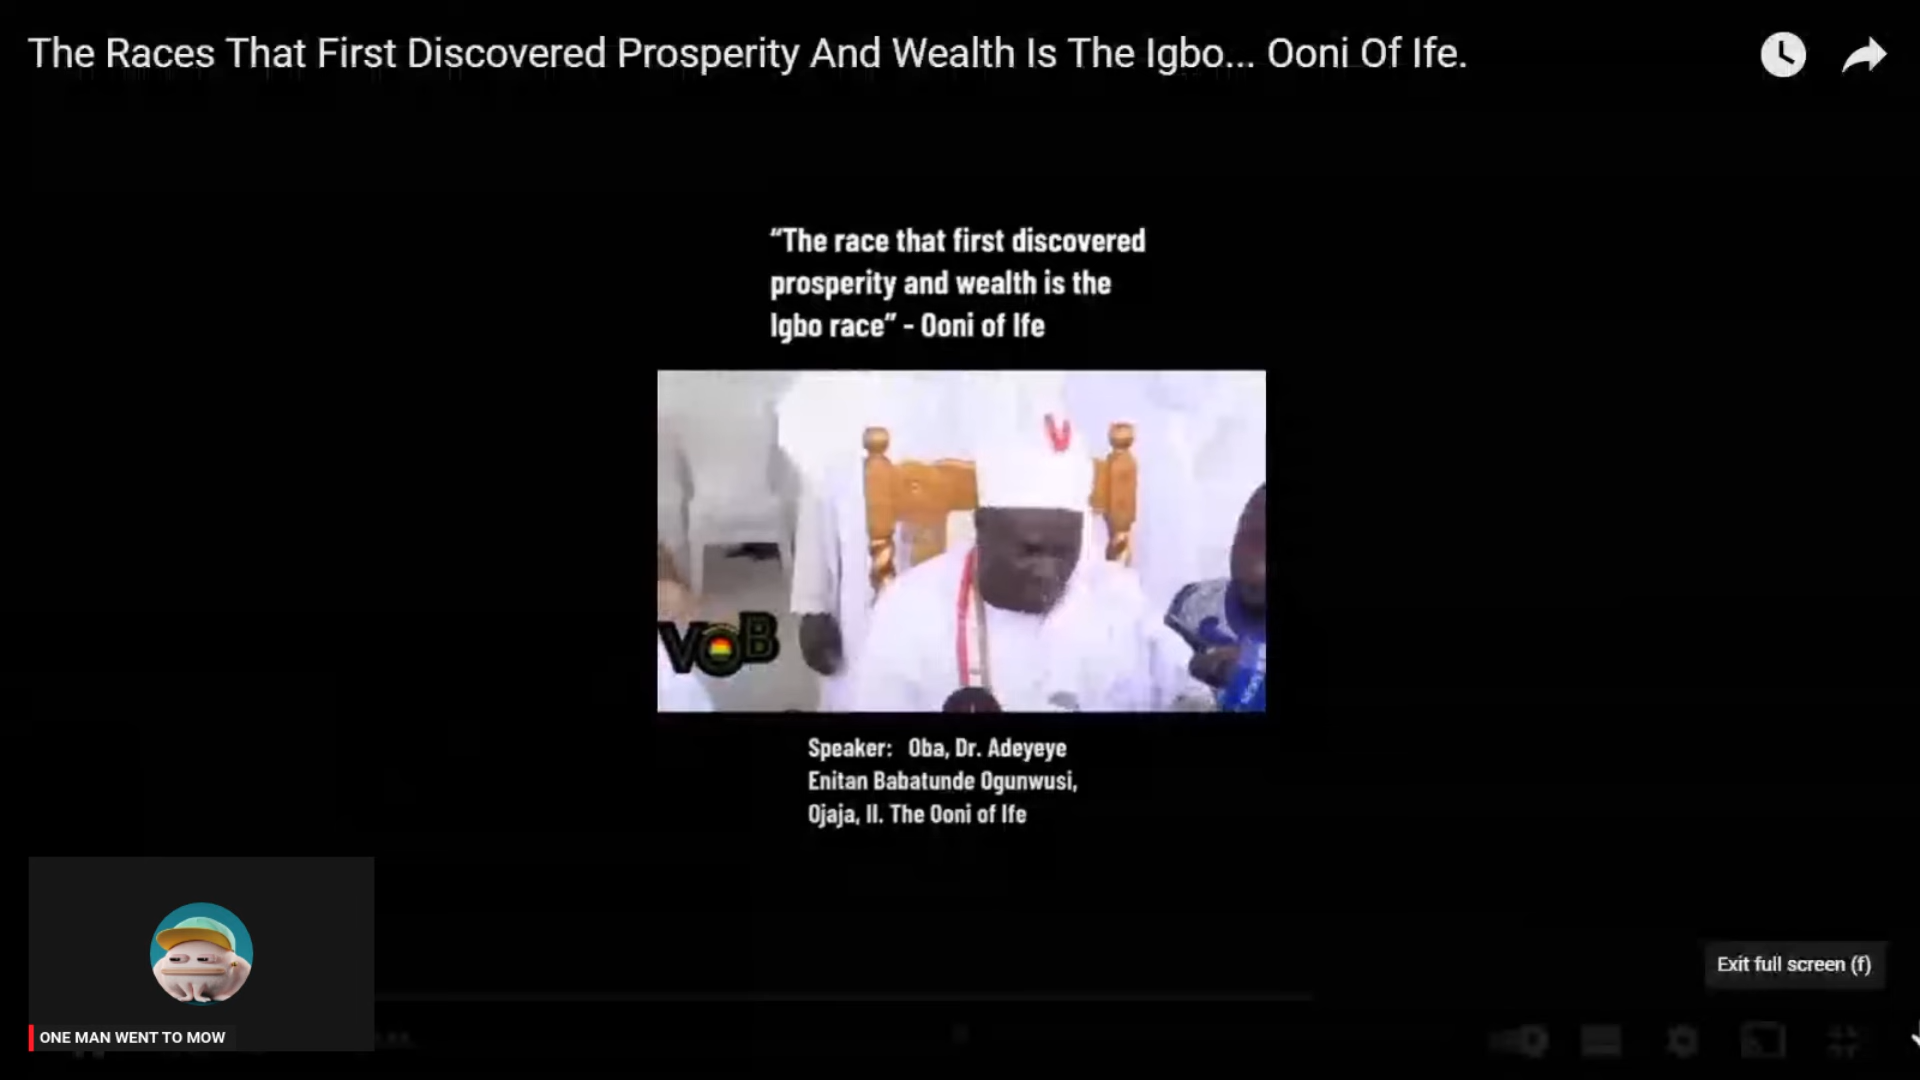 The Races That First Discovered Prosperity And Wealth Is The Igbo... Ooni Of Ife.
“The race that first discovered
prosperity and wealth is the
Igbo race” - Ooni of Ife
VOB
Speaker: Oba, Dr. Adeyeye
Enitan Babatunde Ogunwusi,
Ojaja, II. The Ooni of Ife
Exit full screen (f)
ONE MAN WENT TO MOW